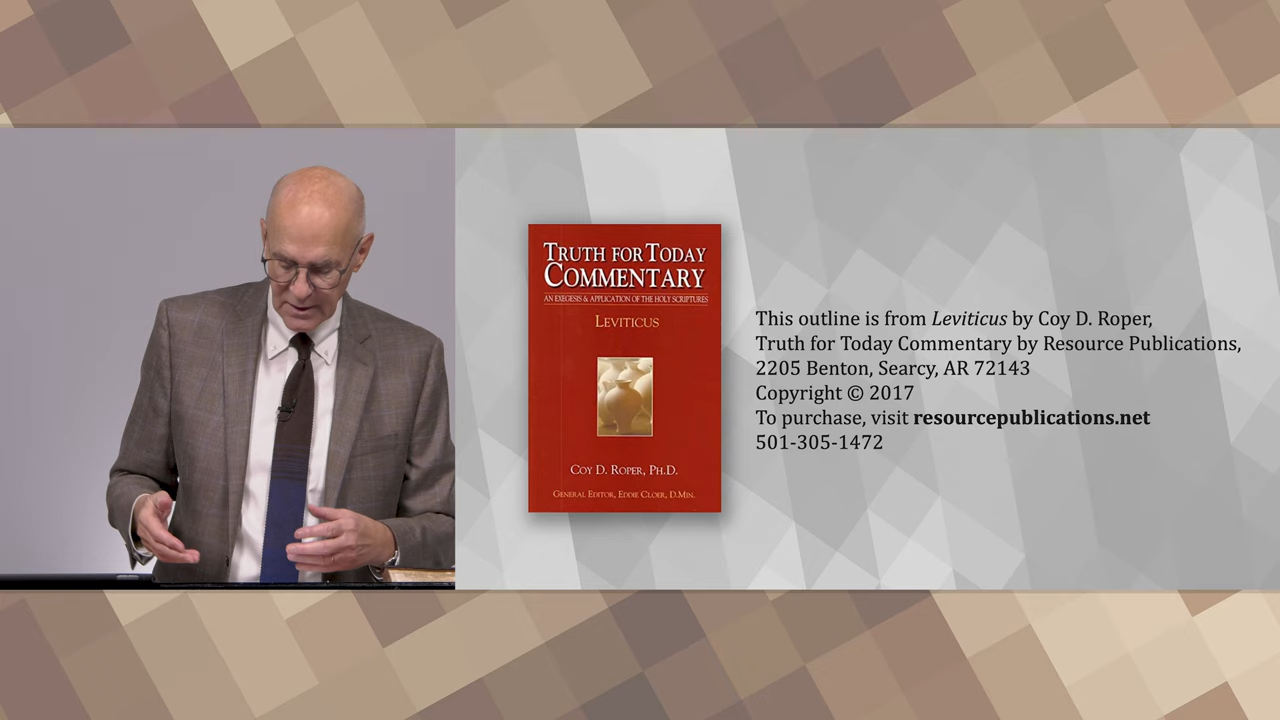 TRUTH FOR TODAY
COMMENTARY
AN EXEGESIS & APPLICATION OF THE HOLY SCRIPTURES
LEVITICUS
COY D. ROPER, PH.D.
GENERAL EDITOR, EDDIE CLOER, D.MIN.
This outline is from Leviticus by Coy D. Roper,
Truth for Today Commentary by Resource Publications,
2205 Benton, Searcy, AR 72143
Copyright © 2017
To purchase, visit resourcepublications.net
501-305-1472